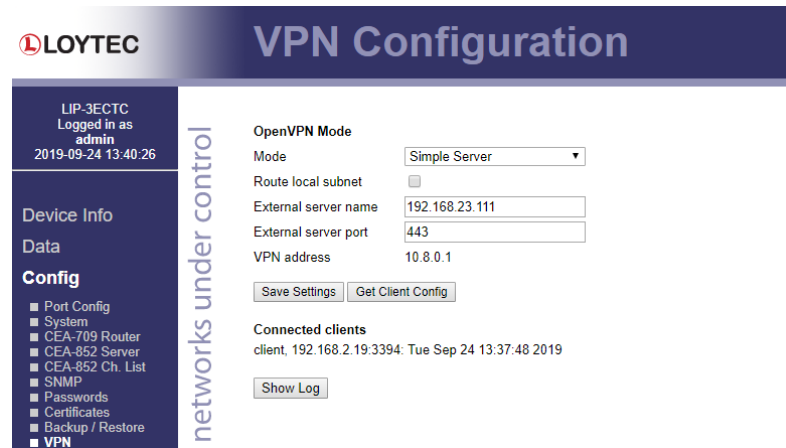 LOYTEC
VPN Configuration
LIP-3ECTC
Logged in as
admin
2019-09-24 13:40:26
Device Info
Data
Config
Port Config
System
CEA-709 Router
CEA-852 Server
CEA-852 Ch. List
SNMP
Passwords
Certificates
Backup / Restore
VPN
networks under control
OpenVPN Mode
Mode Simple Server
Route local subnet
External server name 192.168.23.111
External server port 443
VPN address 10.8.0.1
Save Settings Get Client Config
Connected clients
client, 192.168.2.19:3394: Tue Sep 24 13:37:48 2019
Show Log